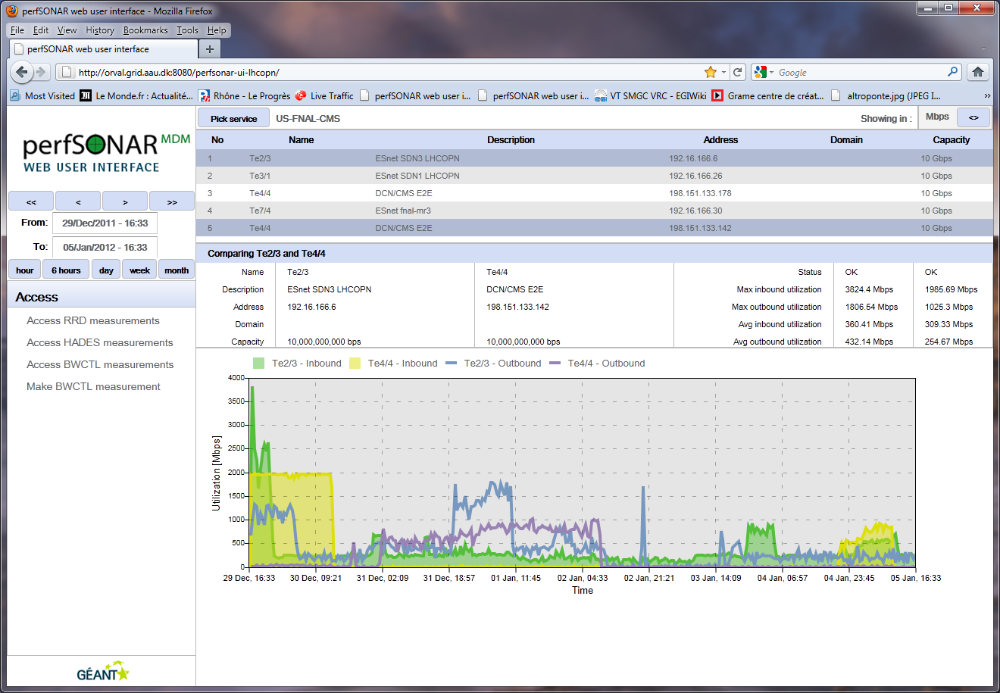 perfSONAR web user interface - Mozilla Firefox
File Edit View History Bookmarks Tools Help
perfSONAR web user interface
http://orval.grid.aau.dk:8080/perfsonar-ui-lhcopn/
Google
Most Visited Le Monde.fr : Actualité... Rhône - Le Progrès Live Traffic perfSONAR web user i... perfSONAR web user i... VT SMGC VRC - EGIWiki Grame centre de créat... altroponte.jpg (JPEG I... »
perfSONAR MDM
WEB USER INTERFACE
<< < > >>
From: 29/Dec/2011 - 16:33
To: 05/Jan/2012 - 16:33
hour 6 hours day week month
Access
Access RRD measurements
Access HADES measurements
Access BWCTL measurements
Make BWCTL measurement
GÉANT
Pick service US-FNAL-CMS Showing in : Mbps <>
No Name Description Address Domain Capacity
1 Te2/3 ESnet SDN3 LHCOPN 192.16.166.6 10 Gbps
2 Te3/1 ESnet SDN1 LHCOPN 192.16.166.26 10 Gbps
3 Te4/4 DCN/CMS E2E 198.151.133.178 10 Gbps
4 Te7/4 ESnet fnal-mr3 192.16.166.30 10 Gbps
5 Te4/4 DCN/CMS E2E 198.151.133.142 10 Gbps
Comparing Te2/3 and Te4/4
Name Te2/3 Te4/4 Status OK OK
Description ESnet SDN3 LHCOPN DCN/CMS E2E Max inbound utilization 3824.4 Mbps 1985.69 Mbps
Address 192.16.166.6 198.151.133.142 Max outbound utilization 1806.54 Mbps 1025.3 Mbps
Domain Avg inbound utilization 360.41 Mbps 309.33 Mbps
Capacity 10,000,000,000 bps 10,000,000,000 bps Avg outbound utilization 432.14 Mbps 254.67 Mbps
Te2/3 - Inbound Te4/4 - Inbound Te2/3 - Outbound Te4/4 - Outbound
4000
3500
3000
2500
2000
1500
1000
500
0
Utilization [Mbps]
29 Dec, 16:33 30 Dec, 09:21 31 Dec, 02:09 31 Dec, 18:57 01 Jan, 11:45 02 Jan, 04:33 02 Jan, 21:21 03 Jan, 14:09 04 Jan, 06:57 04 Jan, 23:45 05 Jan, 16:33
Time